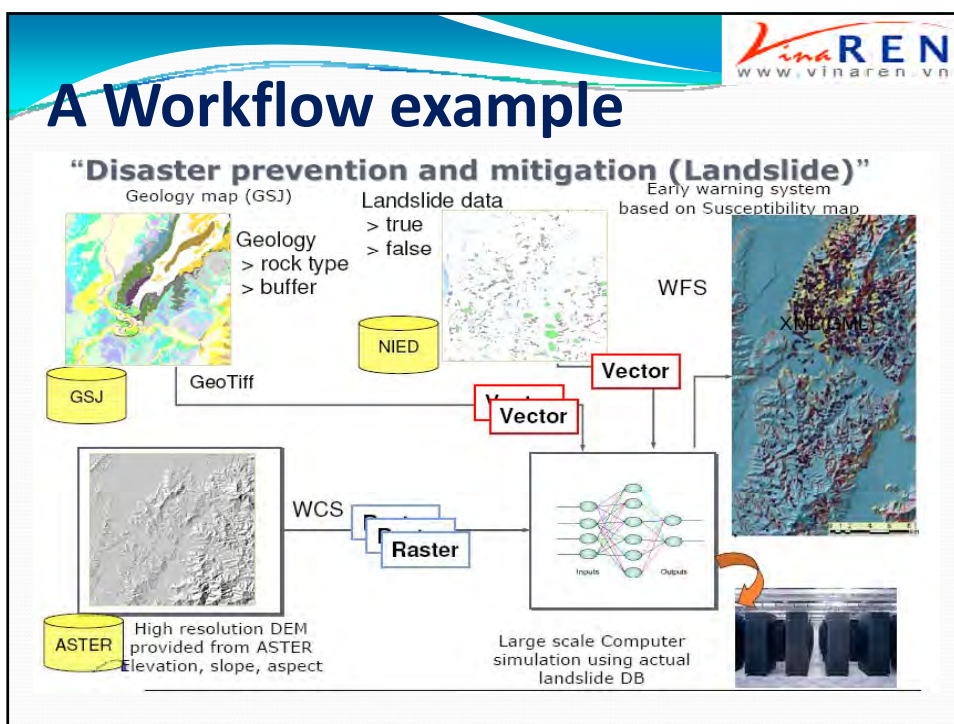 VinaREN
www.vinaren.vn
A Workflow example
“Disaster prevention and mitigation (Landslide)”
Geology map (GSJ)
Geology
> rock type
> buffer
Landslide data
> true
> false
Early warning system
based on Susceptibility map
WFS
XML(GML)
NIED
GSJ
GeoTiff
Vector
Vector
WCS
Raster
Inputs
Outputs
ASTER
High resolution DEM
provided from ASTER
Elevation, slope, aspect
Large scale Computer
simulation using actual
landslide DB